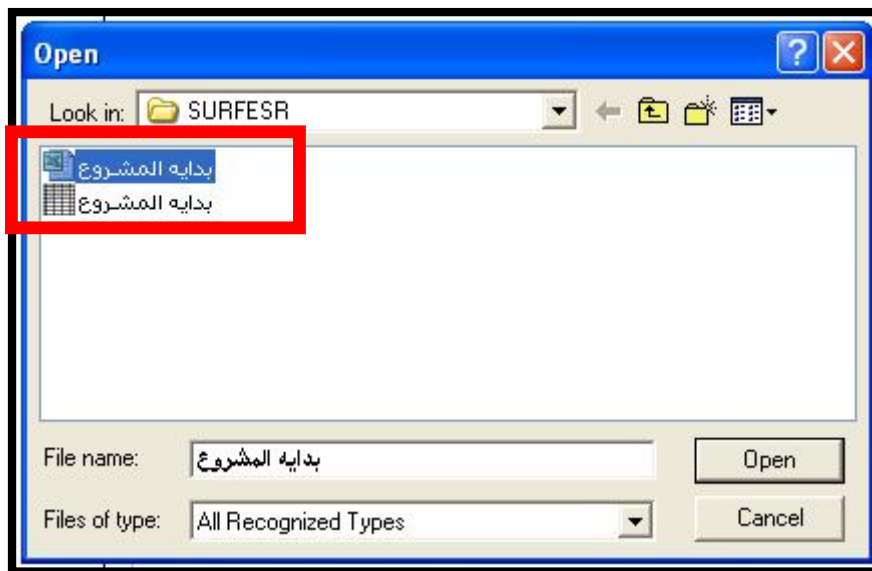 Open
Look in: SURFESR
بدايه المشروع
بدايه المشروع
File name: بدايه المشروع
Open
Files of type: All Recognized Types
Cancel